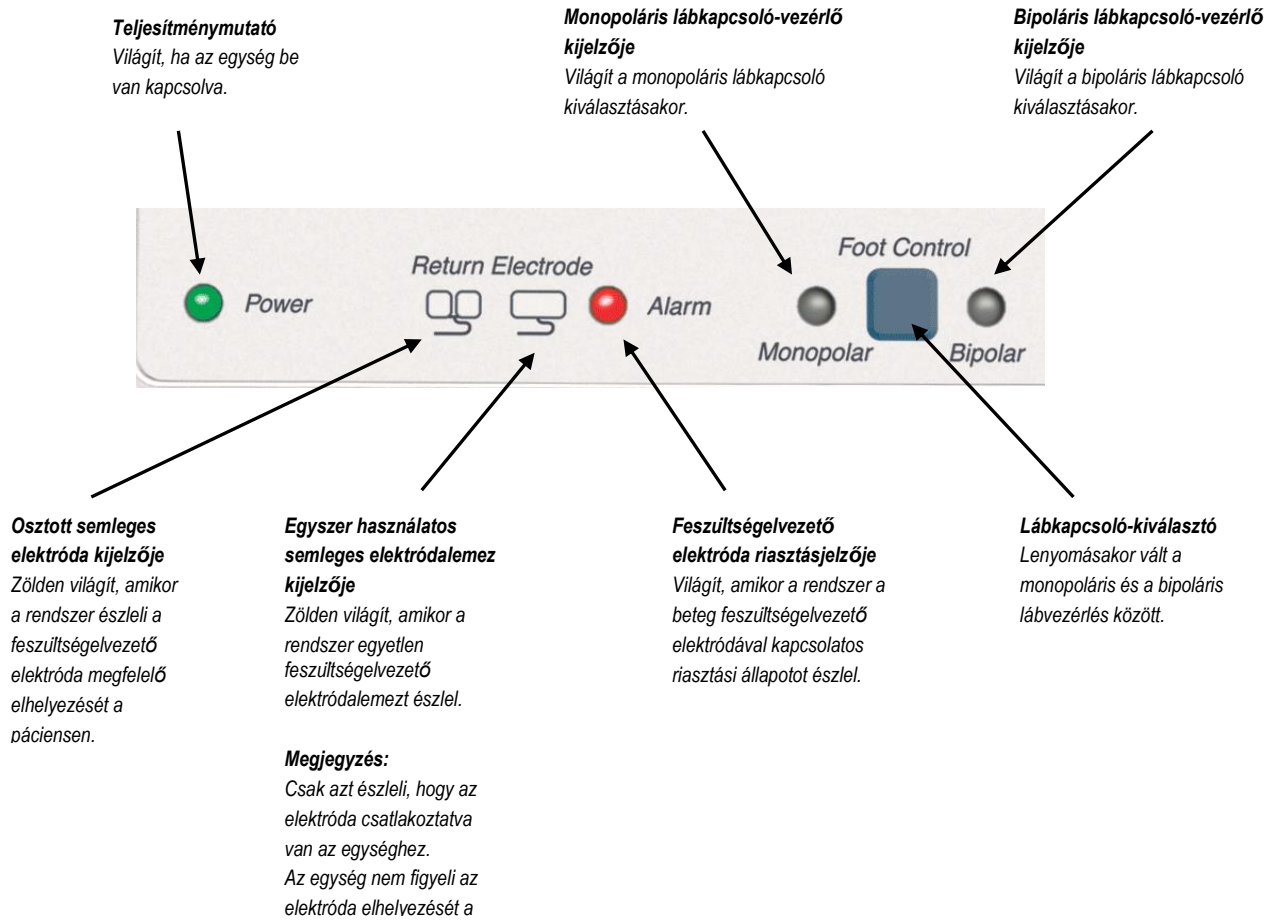 Teljesítménymutató
Világít, ha az egység be
van kapcsolva.
Monopoláris lábkapcsoló-vezérlő
kijelzője
Világít a monopoláris lábkapcsoló
kiválasztásakor.
Bipoláris lábkapcsoló-vezérlő
kijelzője
Világít a bipoláris lábkapcsoló
kiválasztásakor.
Power
Return Electrode
Alarm
Foot Control
Monopolar
Bipolar
Osztott semleges
elektróda kijelzője
Zölden világít, amikor
a rendszer észleli a
feszültségelvezető
elektróda megfelelő
elhelyezését a
páciensen.
Egyszer használatos
semleges elektródalemez
kijelzője
Zölden világít, amikor a
rendszer egyetlen
feszültségelvezető
elektródalemezt észlel.
Megjegyzés:
Csak azt észleli, hogy az
elektróda csatlakoztatva
van az egységhez.
Az egység nem figyeli az
elektróda elhelyezését a
Feszültségelvezető
elektróda riasztásjelzője
Világít, amikor a rendszer a
beteg feszültségelvezető
elektródával kapcsolatos
riasztási állapotot észlel.
Lábkapcsoló-kiválasztó
Lenyomásakor vált a
monopoláris és a bipoláris
lábvezérlés között.